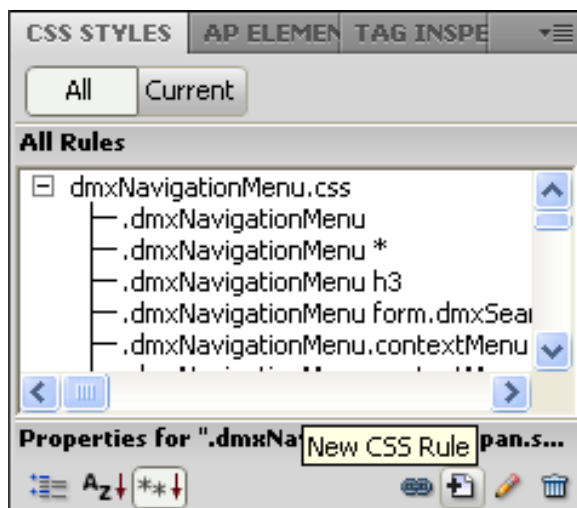 CSS STYLES AP ELEMEN TAG INSPE
All Current
All Rules
dmxNavigationMenu.css
.dmxNavigationMenu
.dmxNavigationMenu *
.dmxNavigationMenu h3
.dmxNavigationMenu form.dmxSear
.dmxNavigationMenu.contextMenu
Properties for ".dmxNa New CSS Rule pan.s...
AZ **